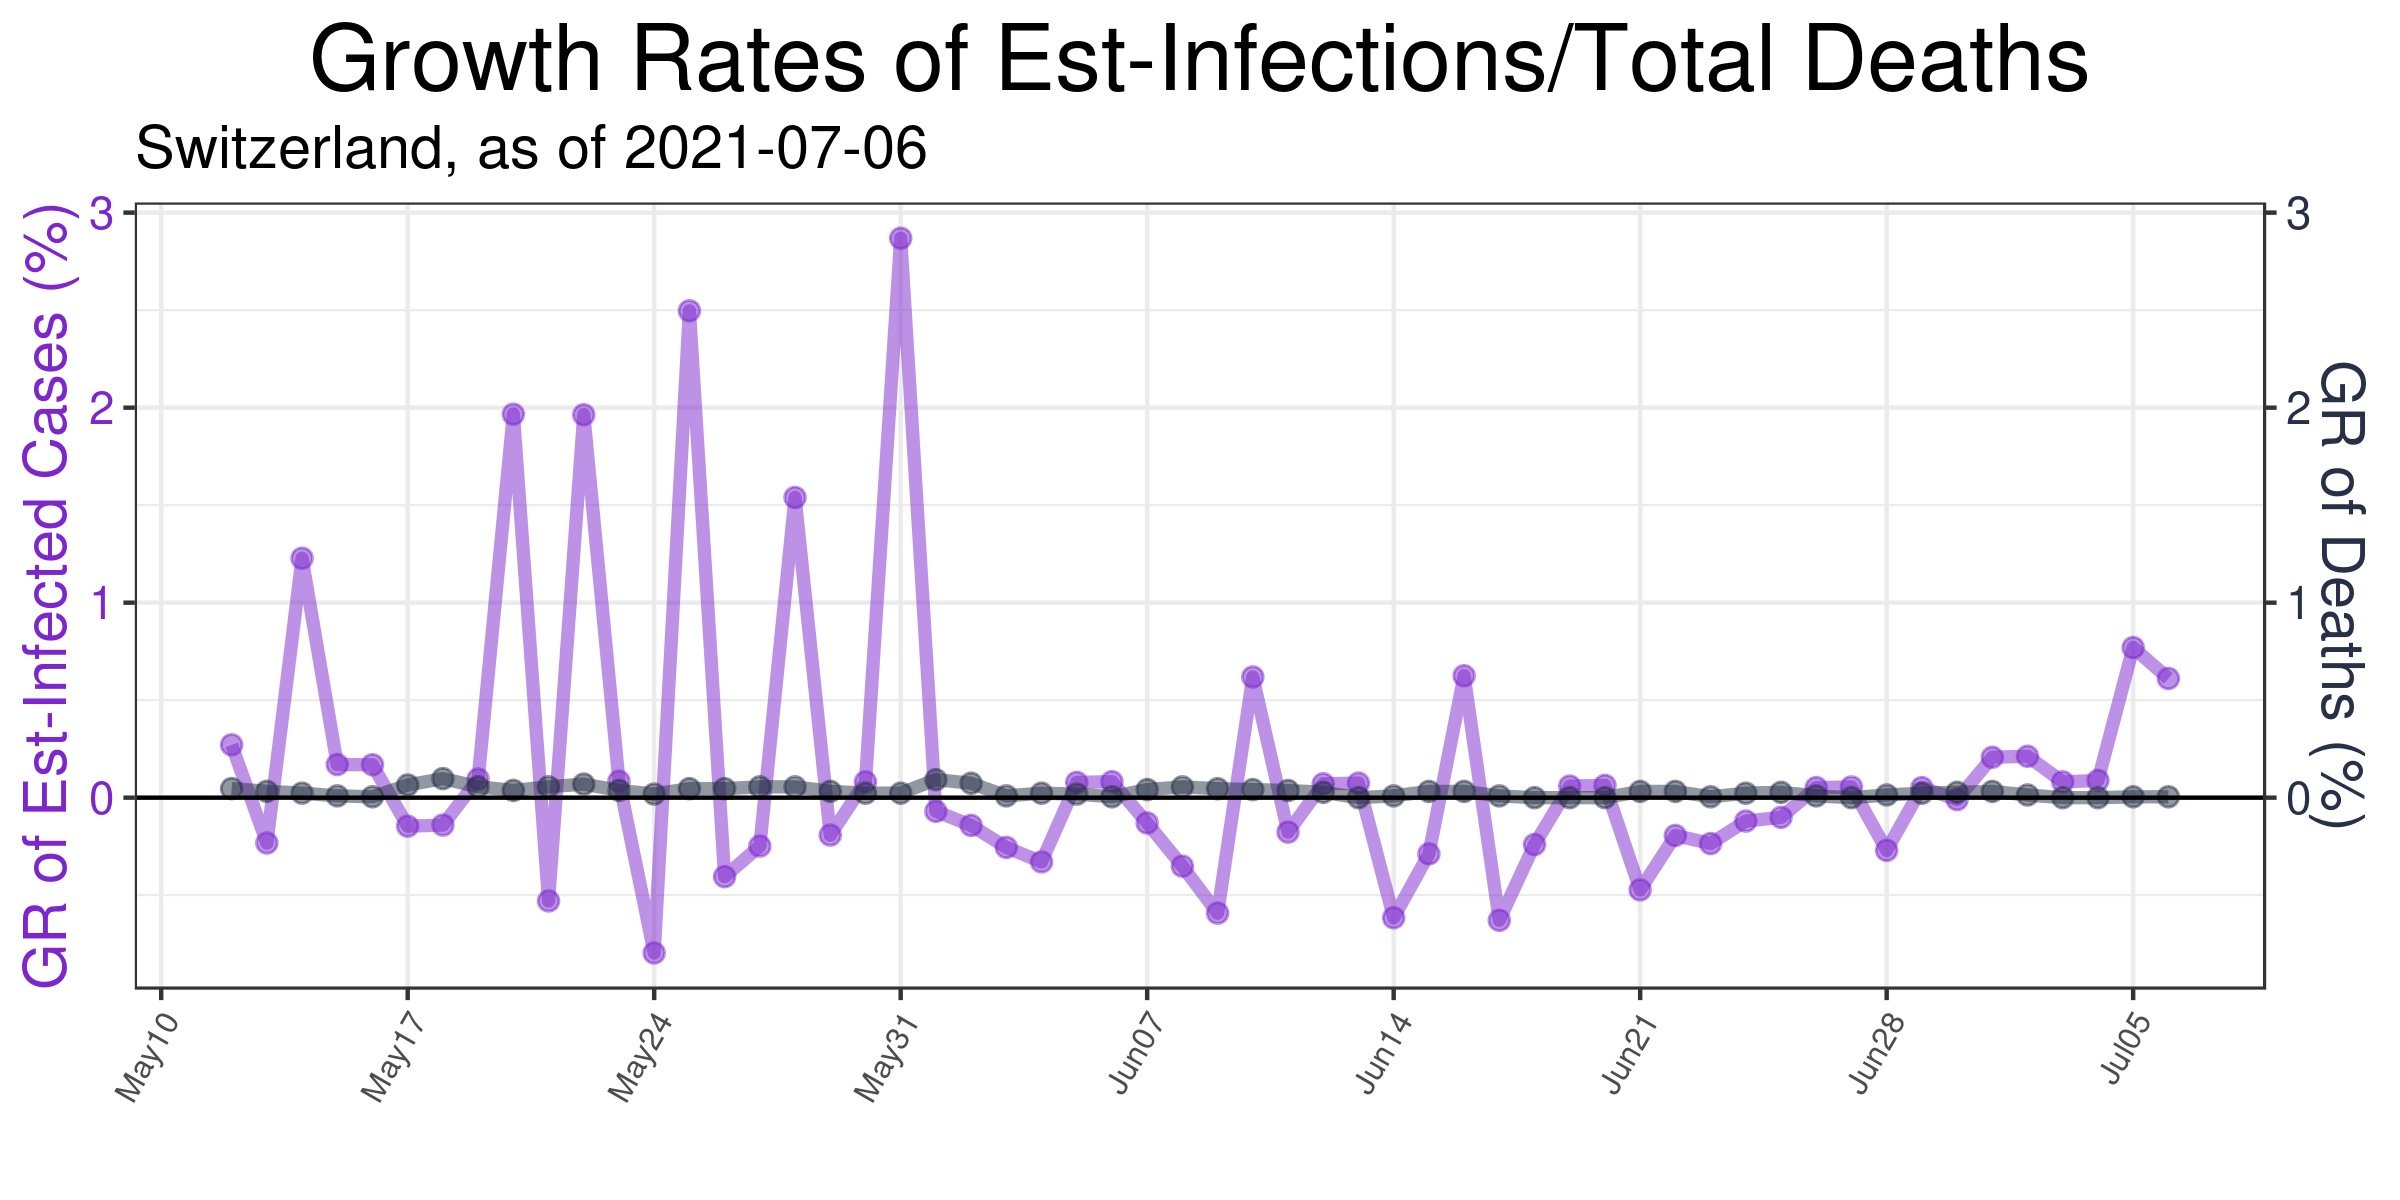 Growth Rates of Est-Infections/Total Deaths
Switzerland, as of 2021-07-06
GR of Est-Infected Cases (%)
3
2
1
0
3
2
1
0
GR of Deaths (%)
May10
May17
May24
May31
Jun07
Jun14
Jun21
Jun28
Jul05